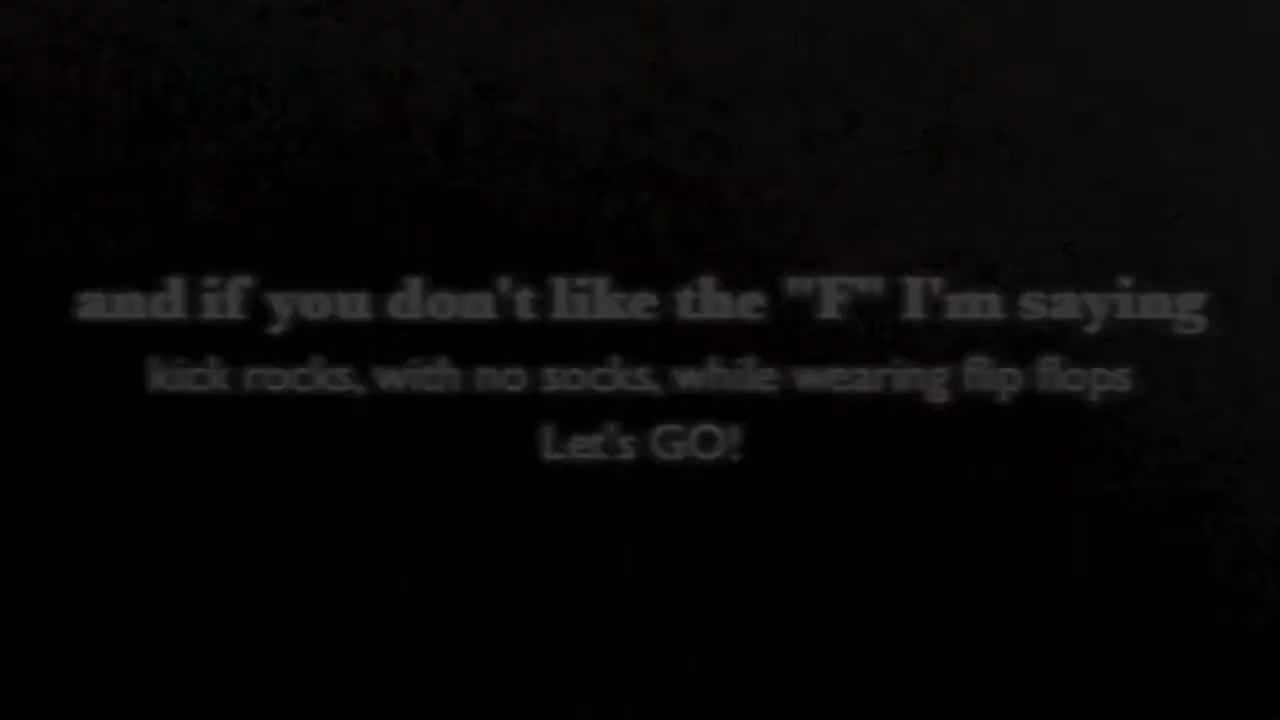 and if you don't like the "F" I'm saying
kick rocks, with no socks, while wearing flip flops
Let's GO!